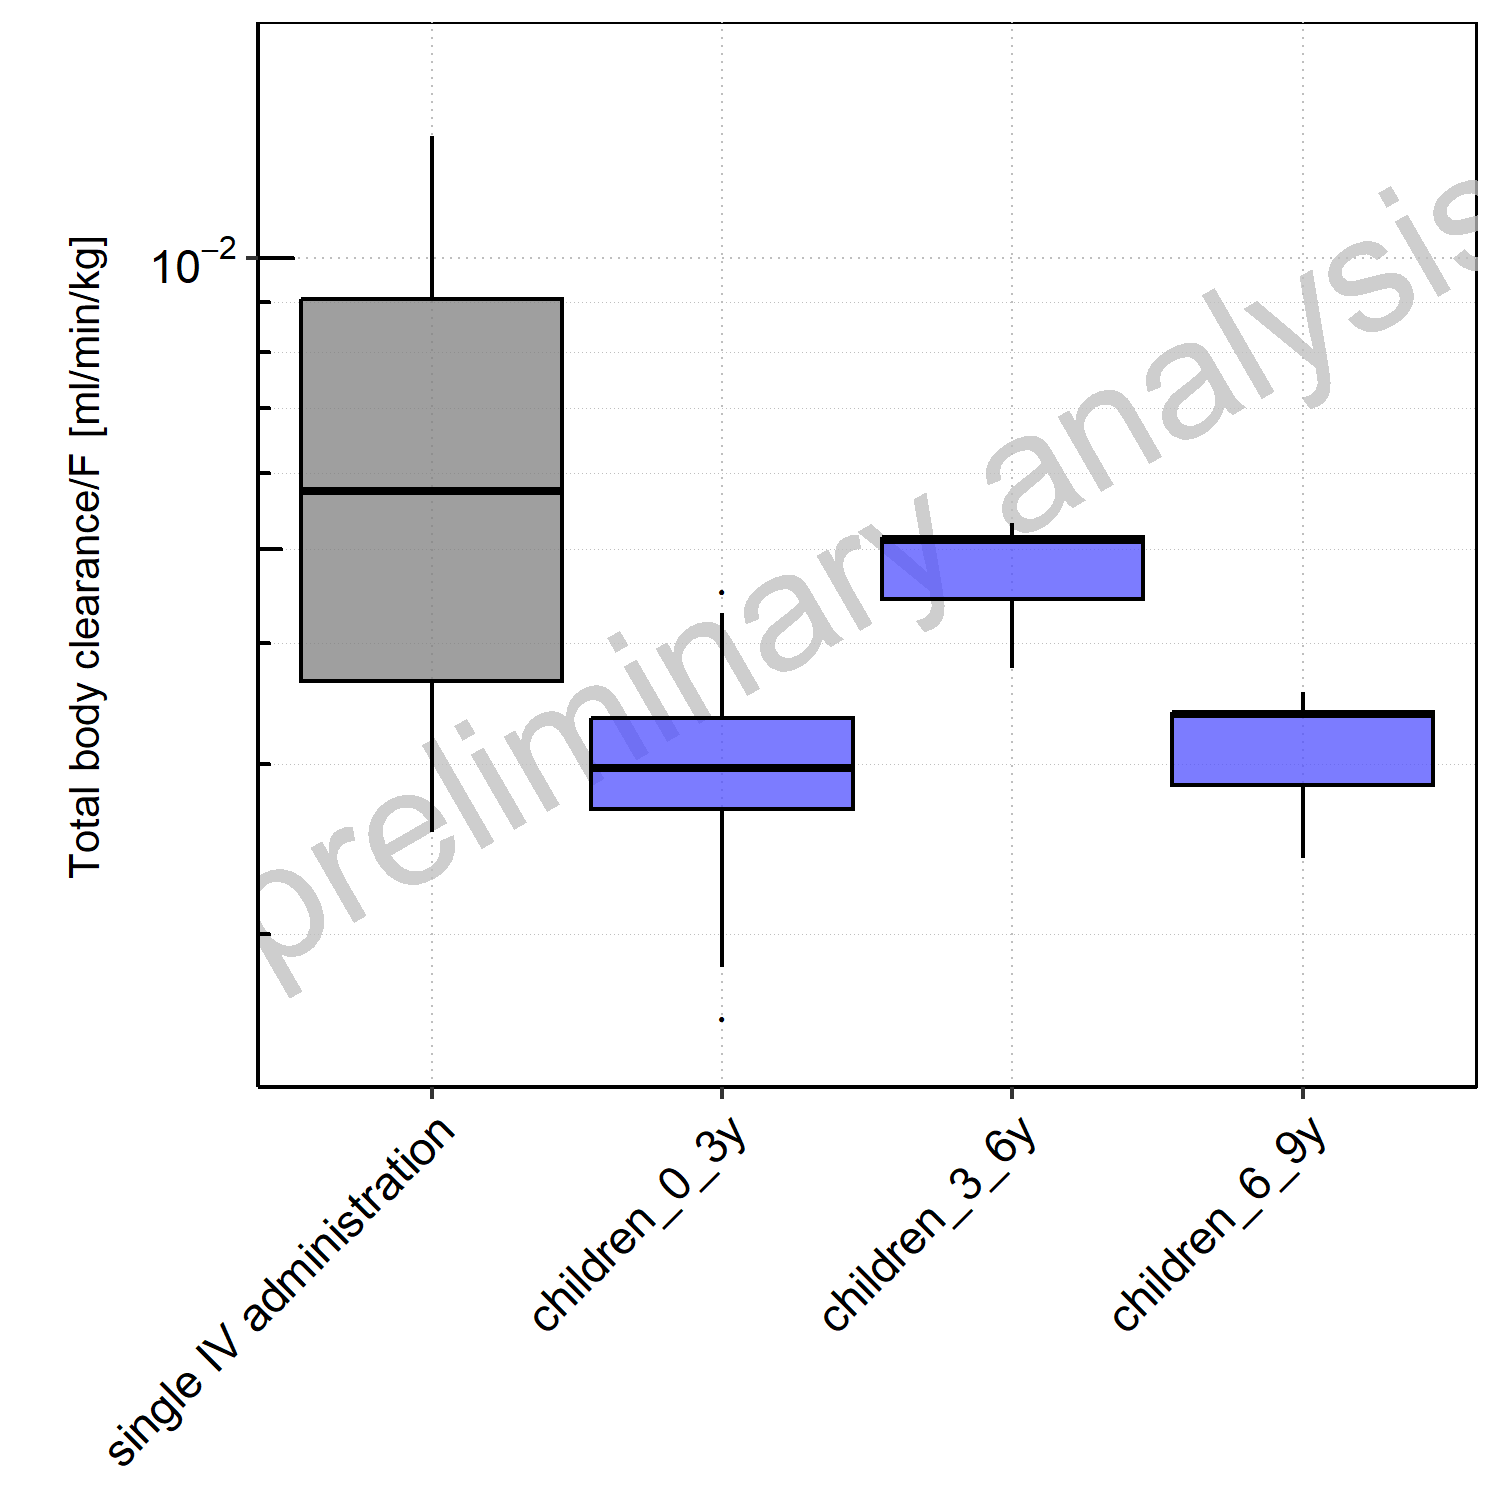 Total body clearance/F [ml/min/kg]
10⁻²
preliminary analysis
single IV administration
children_0_3y
children_3_6y
children_6_9y